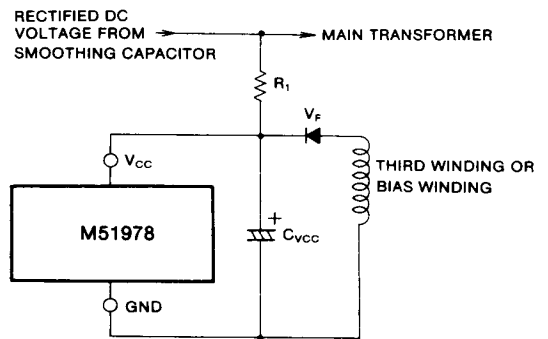 RECTIFIED DC
VOLTAGE FROM
SMOOTHING CAPACITOR
MAIN TRANSFORMER
R1
VF
THIRD WINDING OR
BIAS WINDING
VCC
M51978
+
CVCC
GND